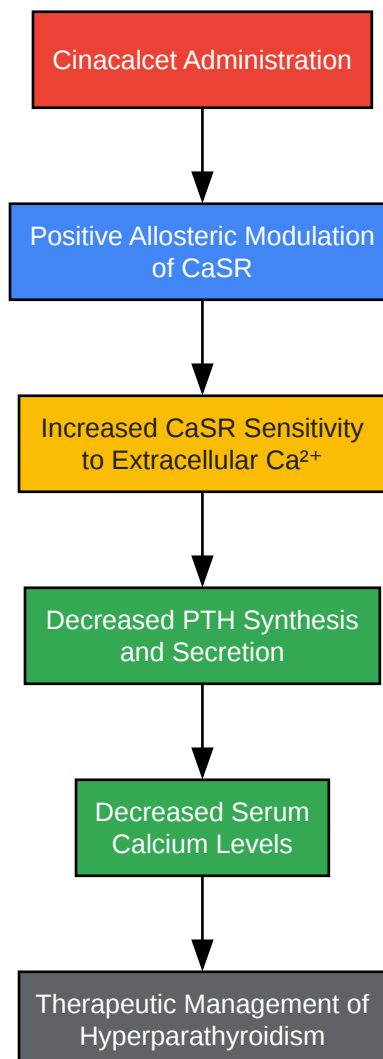 Cinacalcet Administration
Positive Allosteric Modulation
of CaSR
Increased CaSR Sensitivity
to Extracellular Ca²⁺
Decreased PTH Synthesis
and Secretion
Decreased Serum
Calcium Levels
Therapeutic Management of
Hyperparathyroidism